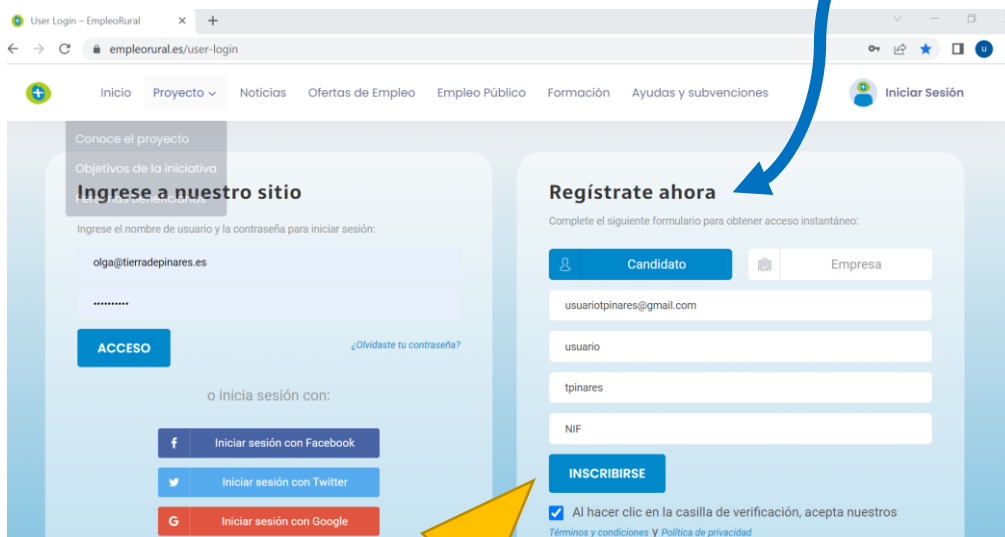 User Login – EmpleoRural
empleorural.es/user-login
u
Inicio Proyecto Noticias Ofertas de Empleo Empleo Público Formación Ayudas y subvenciones Iniciar Sesión
Conoce el proyecto
Objetivos de la iniciativa
Ingrese a nuestro sitio
Ingrese el nombre de usuario y la contraseña para iniciar sesión:
olga@tierradepinares.es
••••••••••
ACCESO
¿Olvidaste tu contraseña?
o inicia sesión con:
Iniciar sesión con Facebook
Iniciar sesión con Twitter
Iniciar sesión con Google
Regístrate ahora
Complete el siguiente formulario para obtener acceso instantáneo:
Candidato Empresa
usuariotpinares@gmail.com
usuario
tpinares
NIF
INSCRIBIRSE
Al hacer clic en la casilla de verificación, acepta nuestros
Términos y condiciones y Política de privacidad